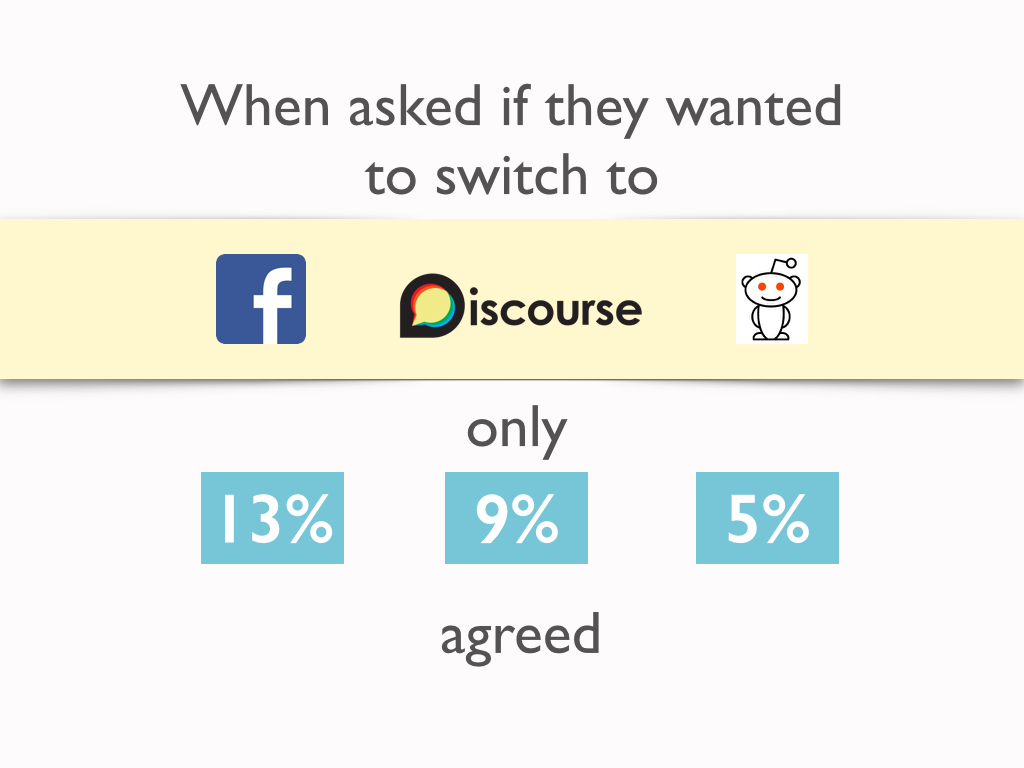 When asked if they wanted
to switch to
f Discourse
only
13% 9% 5%
agreed